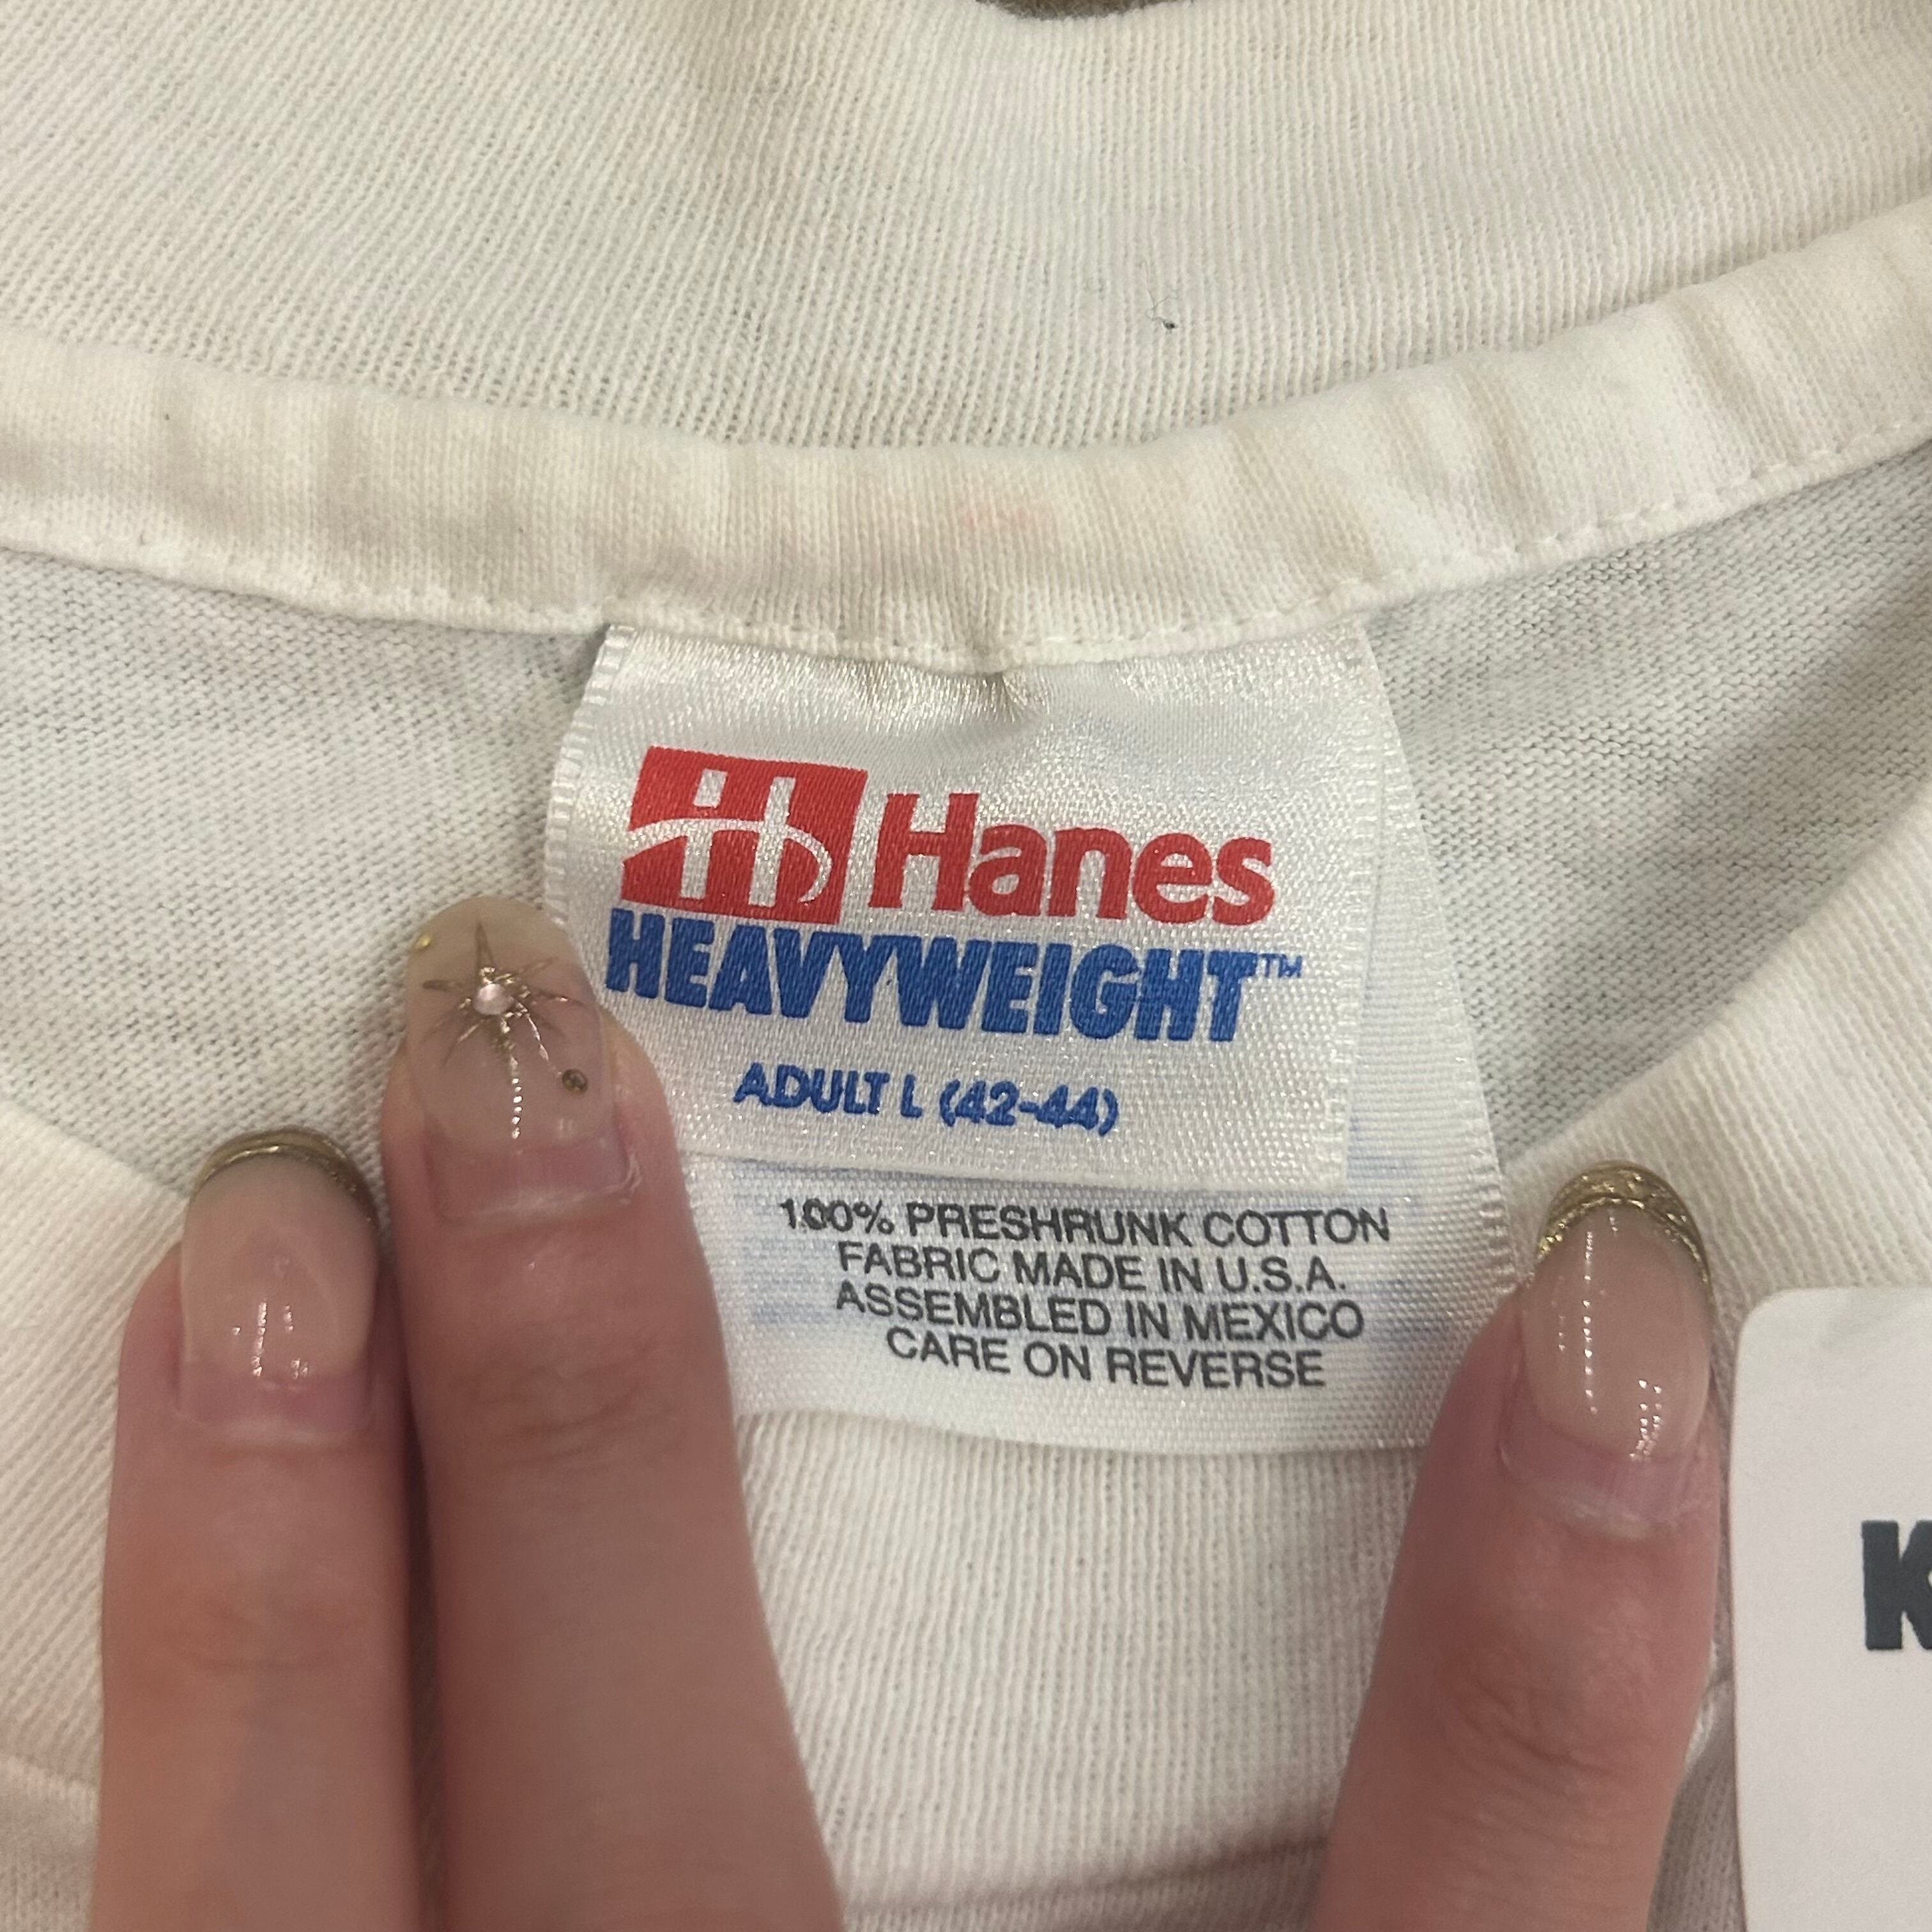 Hanes
HEAVYWEIGHT™
ADULT L (42-44)
100% PRESHRUNK COTTON
FABRIC MADE IN U.S.A.
ASSEMBLED IN MEXICO
CARE ON REVERSE